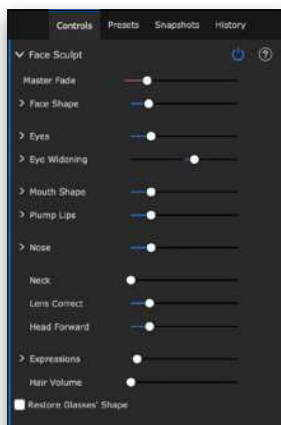 Controls Presets Snapshots History
Face Sculpt ?
Master Fade
Face Shape
Eyes
Eye Widening
Mouth Shape
Plump Lips
Nose
Neck
Lens Correct
Head Forward
Expressions
Hair Volume
Restore Glasses' Shape